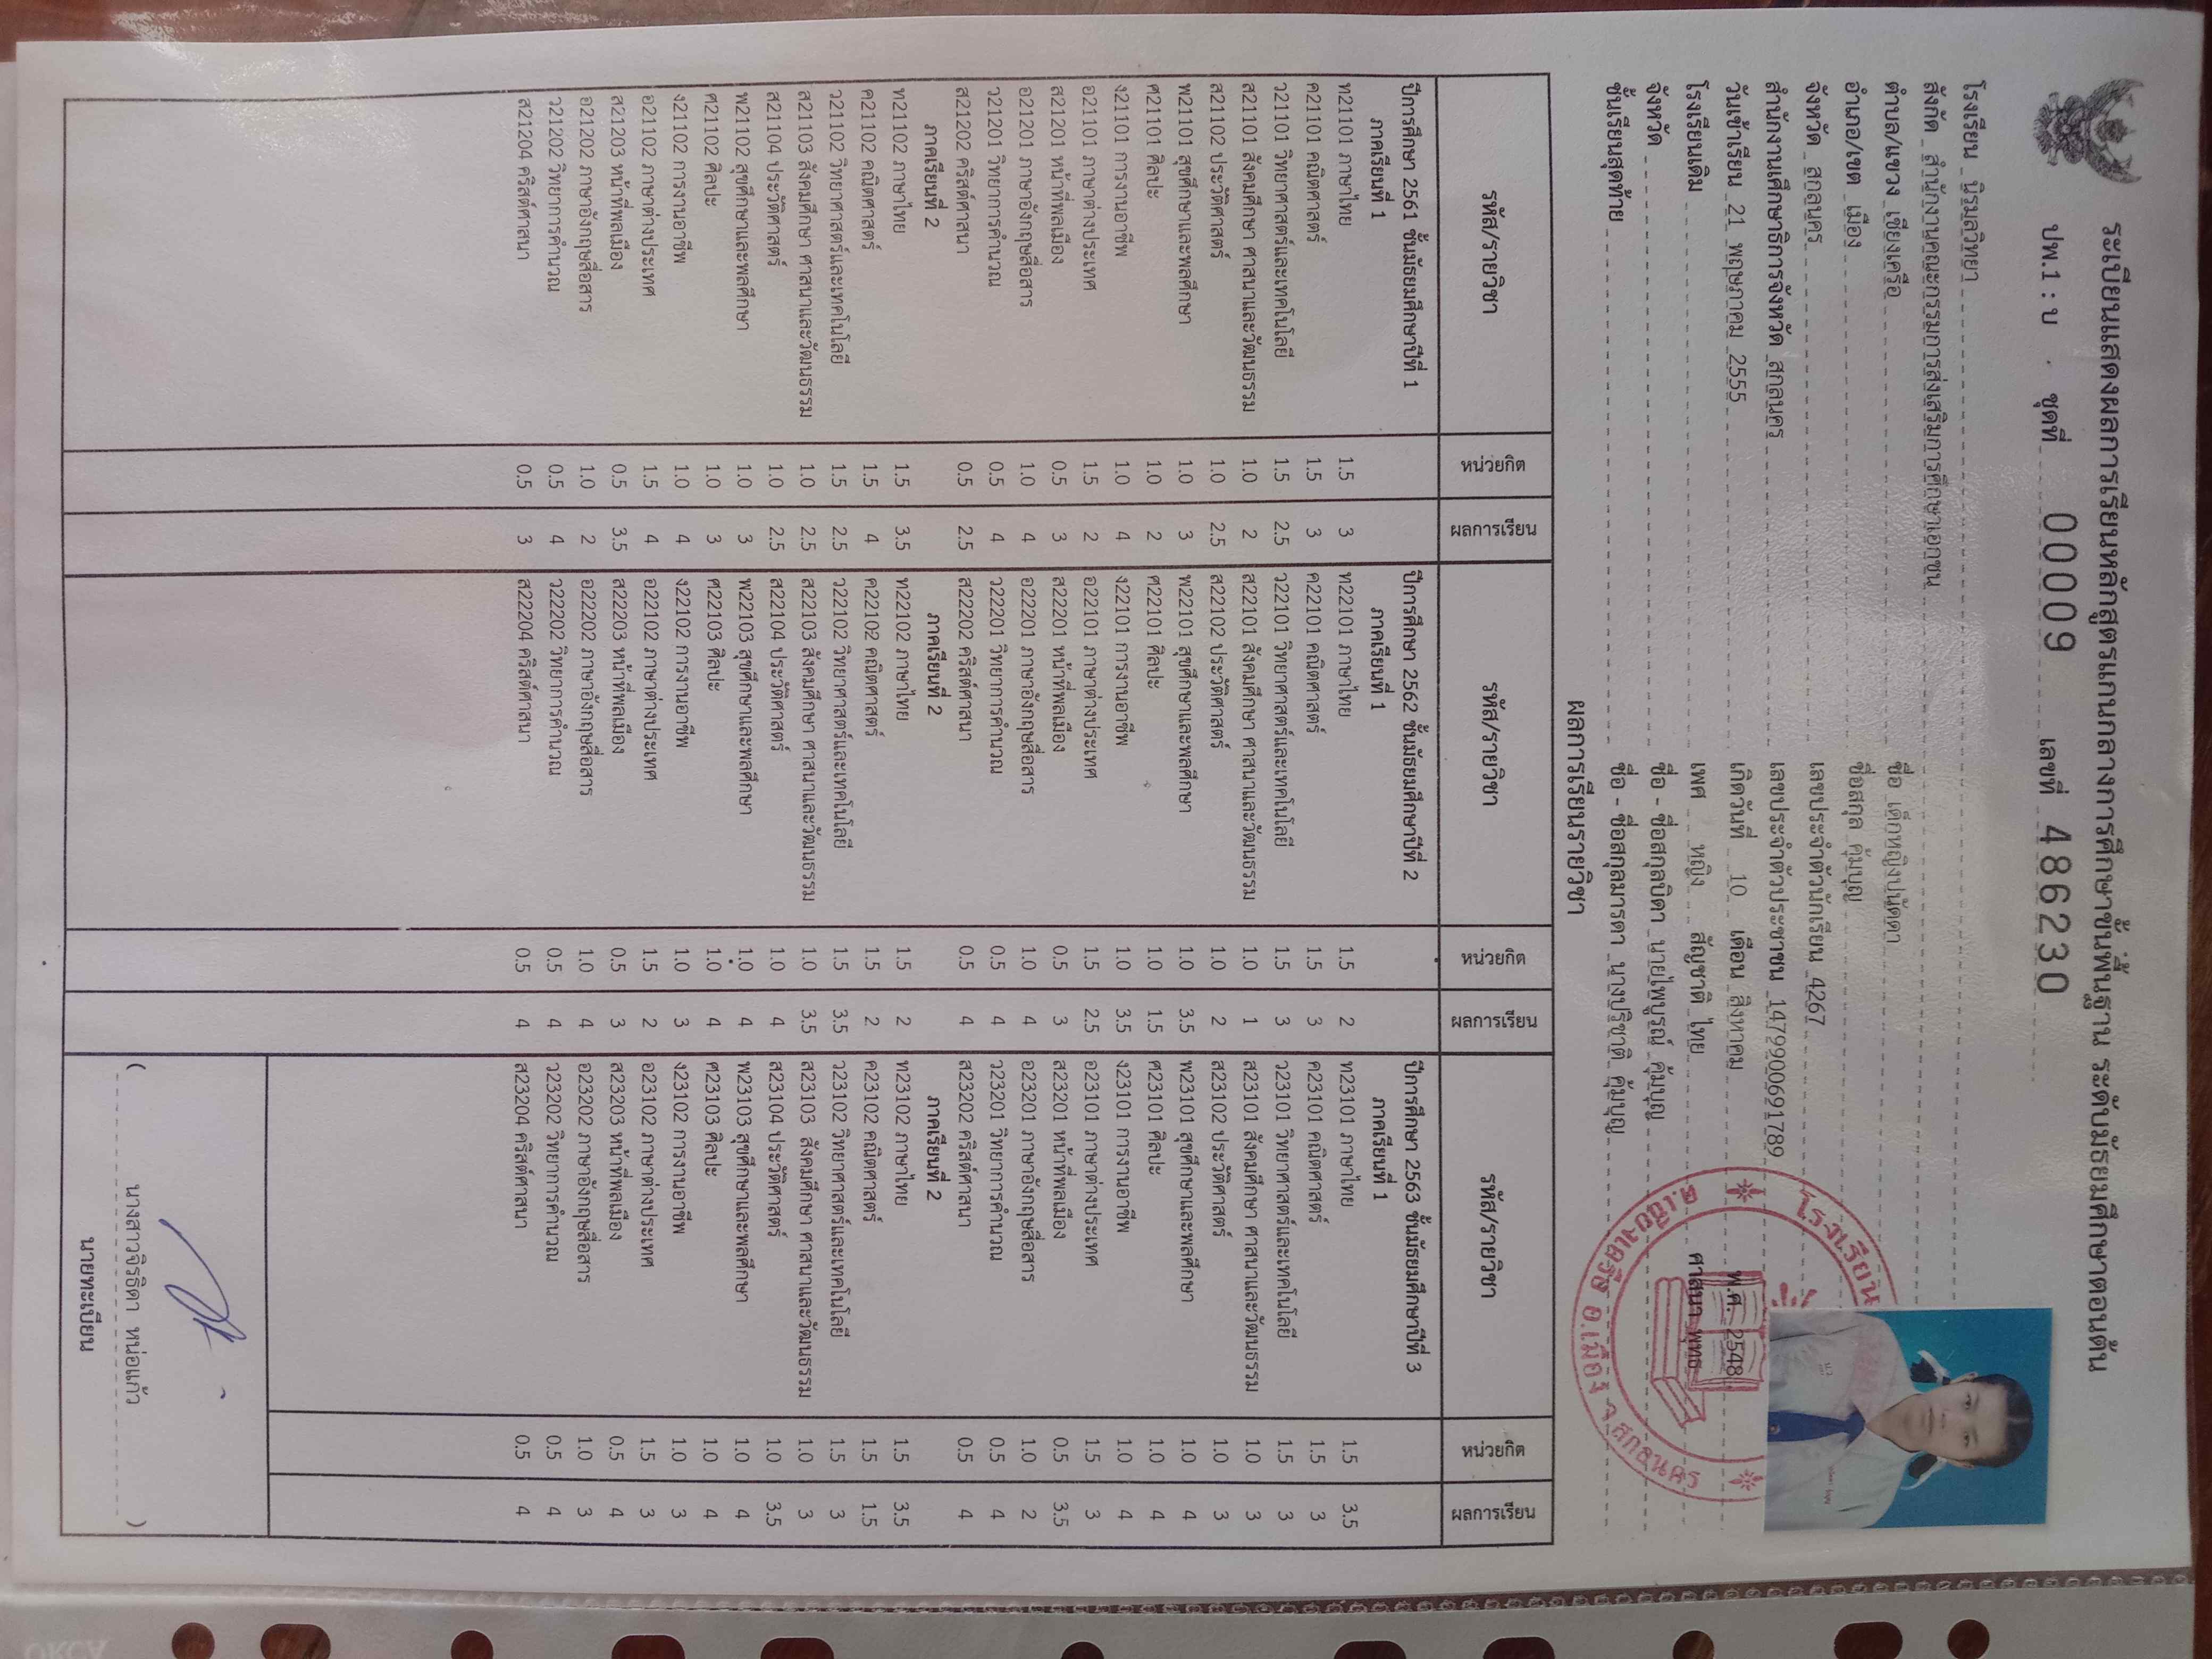 ระเบียนแสดงผลการเรียนหลักสูตรแกนกลางการศึกษาขั้นพื้นฐาน ระดับมัธยมศึกษาตอนต้น
ปพ.1 : บ ชุดที่ 00009 เลขที่ 486230
โรงเรียน นิรมลวิทยา
สังกัด สำนักงานคณะกรรมการส่งเสริมการศึกษาเอกชน
ตำบล/แขวง เชียงเครือ
อำเภอ/เขต เมือง
จังหวัด สกลนคร
สำนักงานศึกษาธิการจังหวัด สกลนคร
วันเข้าเรียน 21 พฤษภาคม 2555
โรงเรียนเดิม
จังหวัด
ชั้นเรียนสุดท้าย
ชื่อ เด็กหญิงปนัดดา
ชื่อสกุล คุ้มบุญ
เลขประจำตัวนักเรียน 4267
เลขประจำตัวประชาชน 1479900691789
เกิดวันที่ 10 เดือน สิงหาคม พ.ศ. 2548
เพศ หญิง สัญชาติ ไทย ศาสนา พุทธ
ชื่อ - ชื่อสกุลบิดา นายไพบูรณ์ คุ้มบุญ
ชื่อ - ชื่อสกุลมารดา นางปริชาติ คุ้มบุญ
โรงเรียน
ต.เชียงเครือ อ.เมือง จ.สกลนคร
ผลการเรียนรายวิชา
รหัส/รายวิชา หน่วยกิต ผลการเรียน
ปีการศึกษา 2561 ชั้นมัธยมศึกษาปีที่ 1
ภาคเรียนที่ 1
ท21101 ภาษาไทย 1.5 3
ค21101 คณิตศาสตร์ 1.5 3
ว21101 วิทยาศาสตร์และเทคโนโลยี 1.5 2.5
ส21101 สังคมศึกษา ศาสนาและวัฒนธรรม 1.0 2
ส21102 ประวัติศาสตร์ 1.0 2.5
พ21101 สุขศึกษาและพลศึกษา 1.0 3
ศ21101 ศิลปะ 1.0 2
ง21101 การงานอาชีพ 1.0 4
อ21101 ภาษาต่างประเทศ 1.5 2
ส21201 หน้าที่พลเมือง 0.5 3
อ21201 ภาษาอังกฤษสื่อสาร 1.0 4
ว21201 วิทยาการคำนวณ 0.5 4
ส21202 คริสต์ศาสนา 0.5 2.5
ภาคเรียนที่ 2
ท21102 ภาษาไทย 1.5 3.5
ค21102 คณิตศาสตร์ 1.5 4
ว21102 วิทยาศาสตร์และเทคโนโลยี 1.5 2.5
ส21103 สังคมศึกษา ศาสนาและวัฒนธรรม 1.0 2.5
ส21104 ประวัติศาสตร์ 1.0 2.5
พ21102 สุขศึกษาและพลศึกษา 1.0 3
ศ21102 ศิลปะ 1.0 3
ง21102 การงานอาชีพ 1.0 4
อ21102 ภาษาต่างประเทศ 1.5 4
ส21203 หน้าที่พลเมือง 0.5 3.5
อ21202 ภาษาอังกฤษสื่อสาร 1.0 2
ว21202 วิทยาการคำนวณ 0.5 4
ส21204 คริสต์ศาสนา 0.5 3
รหัส/รายวิชา หน่วยกิต ผลการเรียน
ปีการศึกษา 2562 ชั้นมัธยมศึกษาปีที่ 2
ภาคเรียนที่ 1
ท22101 ภาษาไทย 1.5 2
ค22101 คณิตศาสตร์ 1.5 3
ว22101 วิทยาศาสตร์และเทคโนโลยี 1.5 3
ส22101 สังคมศึกษา ศาสนาและวัฒนธรรม 1.0 1
ส22102 ประวัติศาสตร์ 1.0 2
พ22101 สุขศึกษาและพลศึกษา 1.0 3.5
ศ22101 ศิลปะ 1.0 1.5
ง22101 การงานอาชีพ 1.0 3.5
อ22101 ภาษาต่างประเทศ 1.5 2.5
ส22201 หน้าที่พลเมือง 0.5 3
อ22201 ภาษาอังกฤษสื่อสาร 1.0 4
ว22201 วิทยาการคำนวณ 0.5 4
ส22202 คริสต์ศาสนา 0.5 4
ภาคเรียนที่ 2
ท22102 ภาษาไทย 1.5 2
ค22102 คณิตศาสตร์ 1.5 2
ว22102 วิทยาศาสตร์และเทคโนโลยี 1.5 3.5
ส22103 สังคมศึกษา ศาสนาและวัฒนธรรม 1.0 3.5
ส22104 ประวัติศาสตร์ 1.0 4
พ22103 สุขศึกษาและพลศึกษา 1.0 4
ศ22103 ศิลปะ 1.0 4
ง22102 การงานอาชีพ 1.0 3
อ22102 ภาษาต่างประเทศ 1.5 2
ส22203 หน้าที่พลเมือง 0.5 3
อ22202 ภาษาอังกฤษสื่อสาร 1.0 4
ว22202 วิทยาการคำนวณ 0.5 4
ส22204 คริสต์ศาสนา 0.5 4
รหัส/รายวิชา หน่วยกิต ผลการเรียน
ปีการศึกษา 2563 ชั้นมัธยมศึกษาปีที่ 3
ภาคเรียนที่ 1
ท23101 ภาษาไทย 1.5 3.5
ค23101 คณิตศาสตร์ 1.5 3
ว23101 วิทยาศาสตร์และเทคโนโลยี 1.5 3
ส23101 สังคมศึกษา ศาสนาและวัฒนธรรม 1.0 3
ส23102 ประวัติศาสตร์ 1.0 3
พ23101 สุขศึกษาและพลศึกษา 1.0 4
ศ23101 ศิลปะ 1.0 4
ง23101 การงานอาชีพ 1.0 4
อ23101 ภาษาต่างประเทศ 1.5 3
ส23201 หน้าที่พลเมือง 0.5 3.5
อ23201 ภาษาอังกฤษสื่อสาร 1.0 2
ว23201 วิทยาการคำนวณ 0.5 4
ส23202 คริสต์ศาสนา 0.5 4
ภาคเรียนที่ 2
ท23102 ภาษาไทย 1.5 3.5
ค23102 คณิตศาสตร์ 1.5 1.5
ว23102 วิทยาศาสตร์และเทคโนโลยี 1.5 3
ส23103 สังคมศึกษา ศาสนาและวัฒนธรรม 1.0 3
ส23104 ประวัติศาสตร์ 1.0 3.5
พ23103 สุขศึกษาและพลศึกษา 1.0 4
ศ23103 ศิลปะ 1.0 4
ง23102 การงานอาชีพ 1.0 3
อ23102 ภาษาต่างประเทศ 1.5 3
ส23203 หน้าที่พลเมือง 0.5 4
อ23202 ภาษาอังกฤษสื่อสาร 1.0 3
ว23202 วิทยาการคำนวณ 0.5 4
ส23204 คริสต์ศาสนา 0.5 4
( นางสาวจิรธิดา หน่อแก้ว )
นายทะเบียน